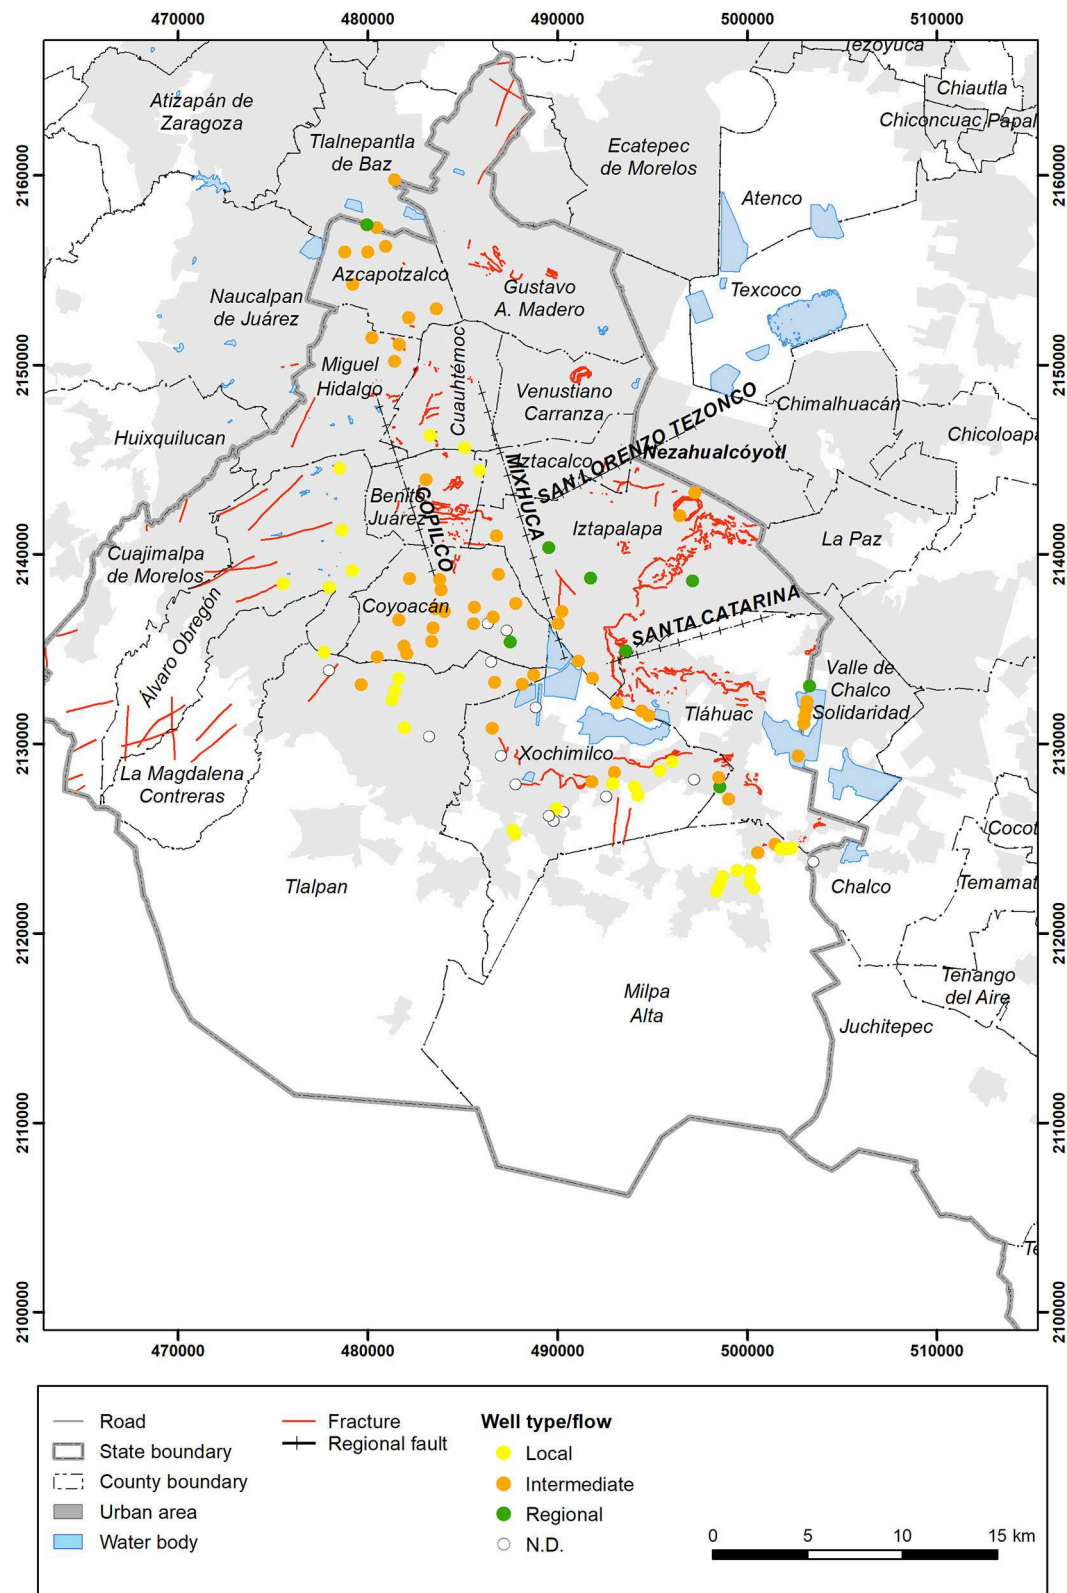 470000 480000 490000 500000 510000
Tezoyuca
Atizapán de
Zaragoza
Chiautla
Chiconcuac Papal
Tlalnepantla
de Baz
Ecatepec
de Morelos
2160000
2160000
Atenco
Azcapotzalco
Naucalpan
de Juárez
Gustavo
A. Madero
Texcoco
2150000
2150000
Miguel
Hidalgo
Cuauhtémoc
Venustiano
Carranza
Chimalhuacán
Huixquilucan
Chicoloapa
Iztacalco
Nezahualcóyotl
SAN LORENZO TEZONCO
MIXHUCA
COPILCO
Benito
Juárez
Iztapalapa
2140000
2140000
Cuajimalpa
de Morelos
La Paz
Coyoacán
SANTA CATARINA
Álvaro Obregón
Valle de
Chalco
Solidaridad
Tláhuac
2130000
2130000
Xochimilco
La Magdalena
Contreras
Cocot
Tlalpan
Chalco
Temamat
2120000
2120000
Tenango
del Aire
Milpa
Alta
Juchitepec
2110000
2110000
Te
2100000
2100000
470000 480000 490000 500000 510000
Road
State boundary
County boundary
Urban area
Water body
Fracture
Regional fault
Well type/flow
Local
Intermediate
Regional
N.D.
0 5 10 15 km